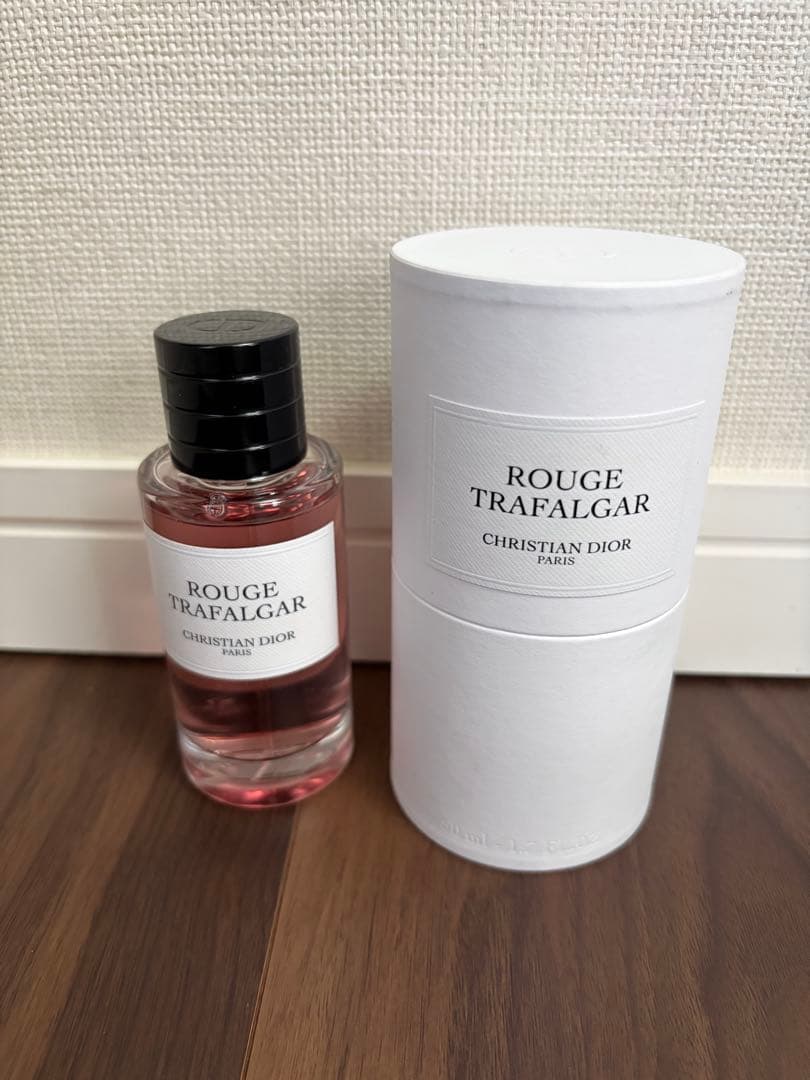 ROUGE
TRAFALGAR
CHRISTIAN DIOR
PARIS
ROUGE
TRAFALGAR
CHRISTIAN DIOR
PARIS